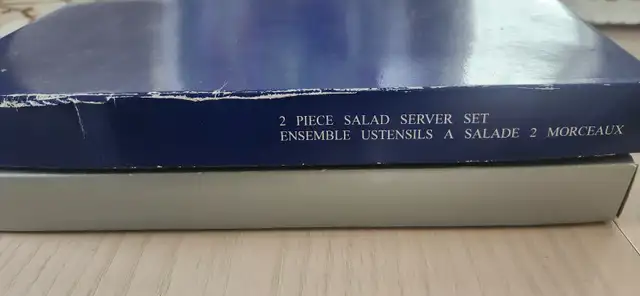 2 PIECE SALAD SERVER SET
ENSEMBLE USTENSILS A SALADE 2 MORCEAUX